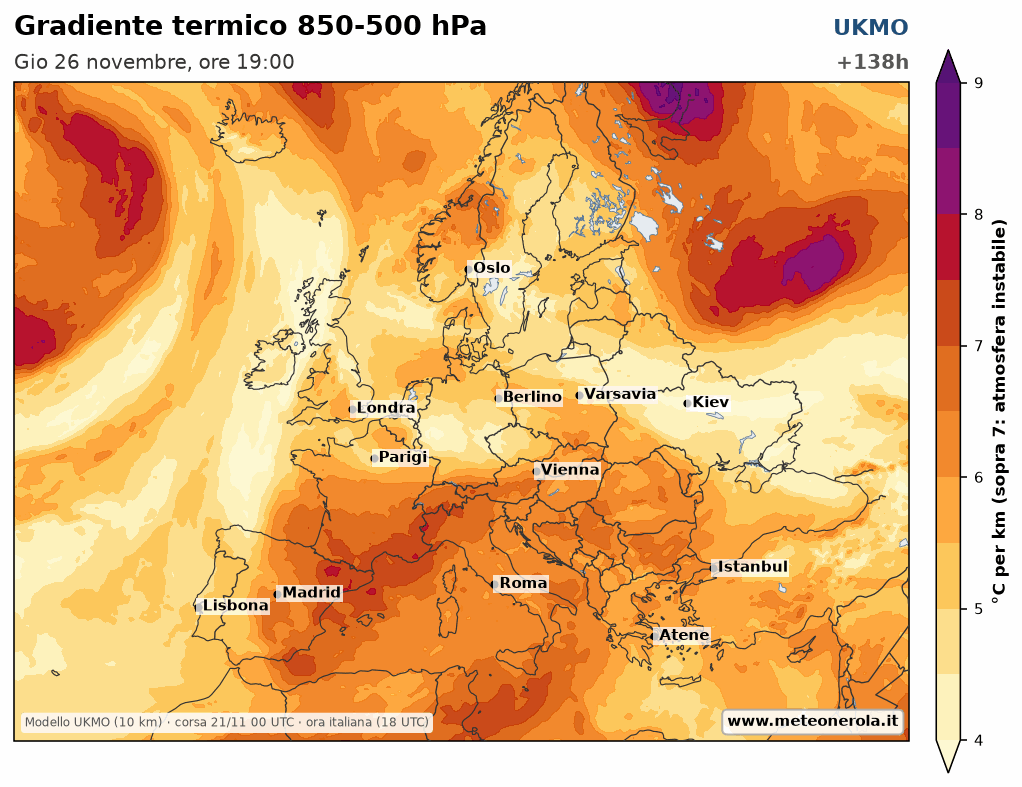 Gradiente termico 850-500 hPa
UKMO
Gio 26 novembre, ore 19:00
+138h
9
8
7
6
5
4
°C per km (sopra 7: atmosfera instabile)
Oslo
Londra
Berlino
Varsavia
Kiev
Parigi
Vienna
Istanbul
Roma
Madrid
Lisbona
Atene
Modello UKMO (10 km) · corsa 21/11 00 UTC · ora italiana (18 UTC)
www.meteonerola.it